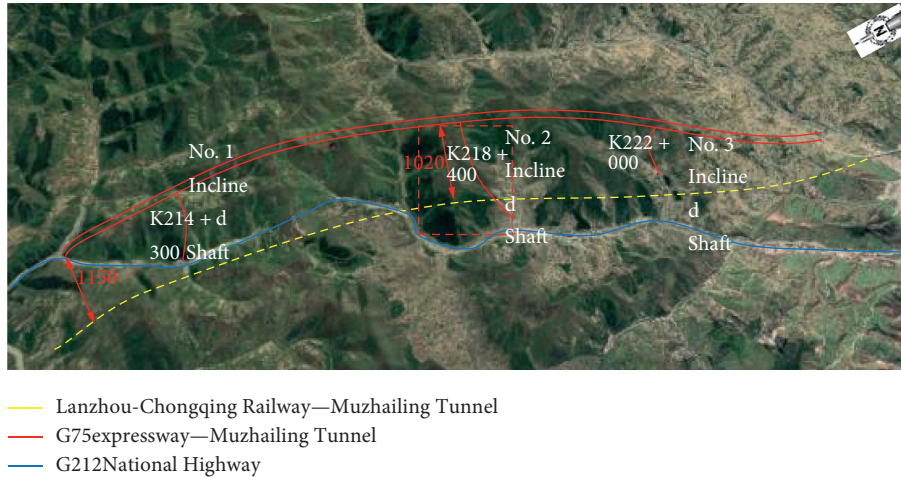 No. 1
Incline
K214 + d
300 Shaft
1150
1020
K218 +
400
No. 2
Incline
d
Shaft
K222 +
000
No. 3
Incline
d
Shaft
N
Lanzhou-Chongqing Railway—Muzhailing Tunnel
G75expressway—Muzhailing Tunnel
G212National Highway